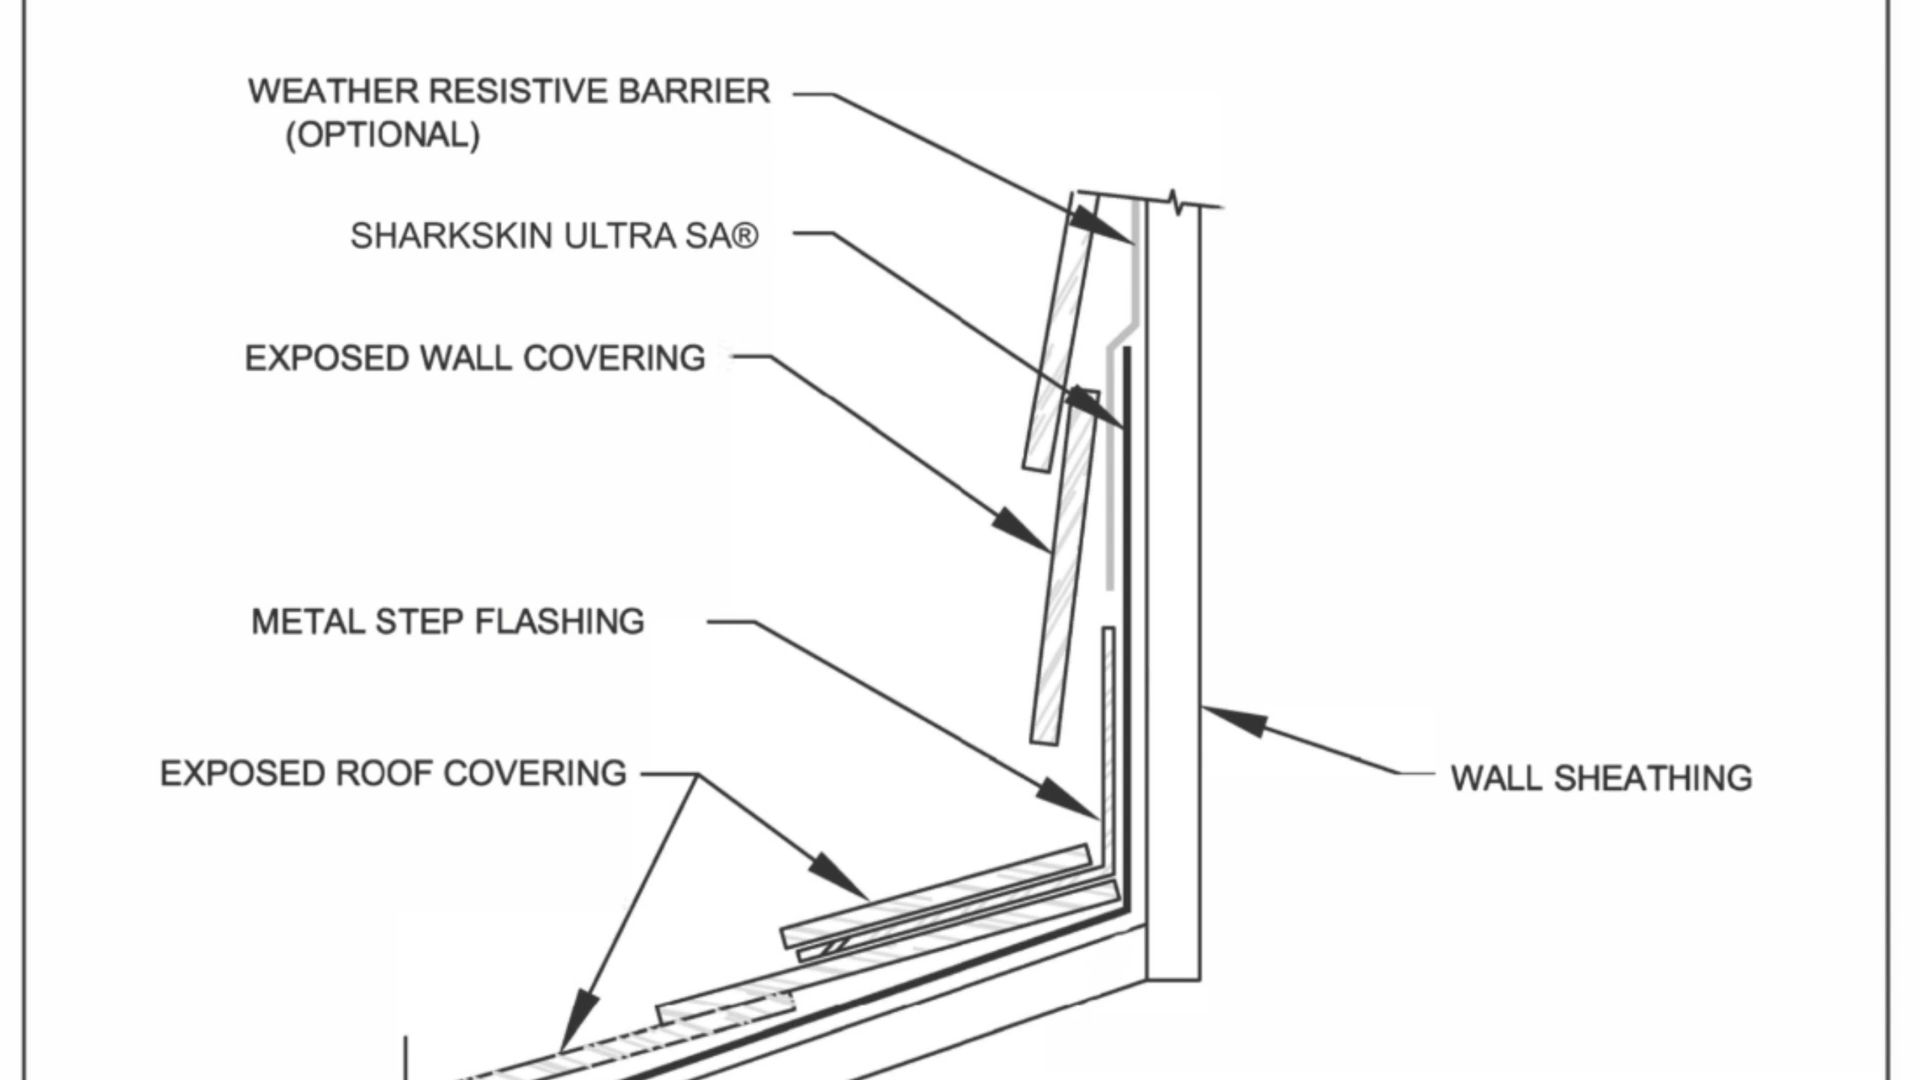 WEATHER RESISTIVE BARRIER
(OPTIONAL)
SHARKSKIN ULTRA SA®
EXPOSED WALL COVERING
METAL STEP FLASHING
EXPOSED ROOF COVERING
WALL SHEATHING